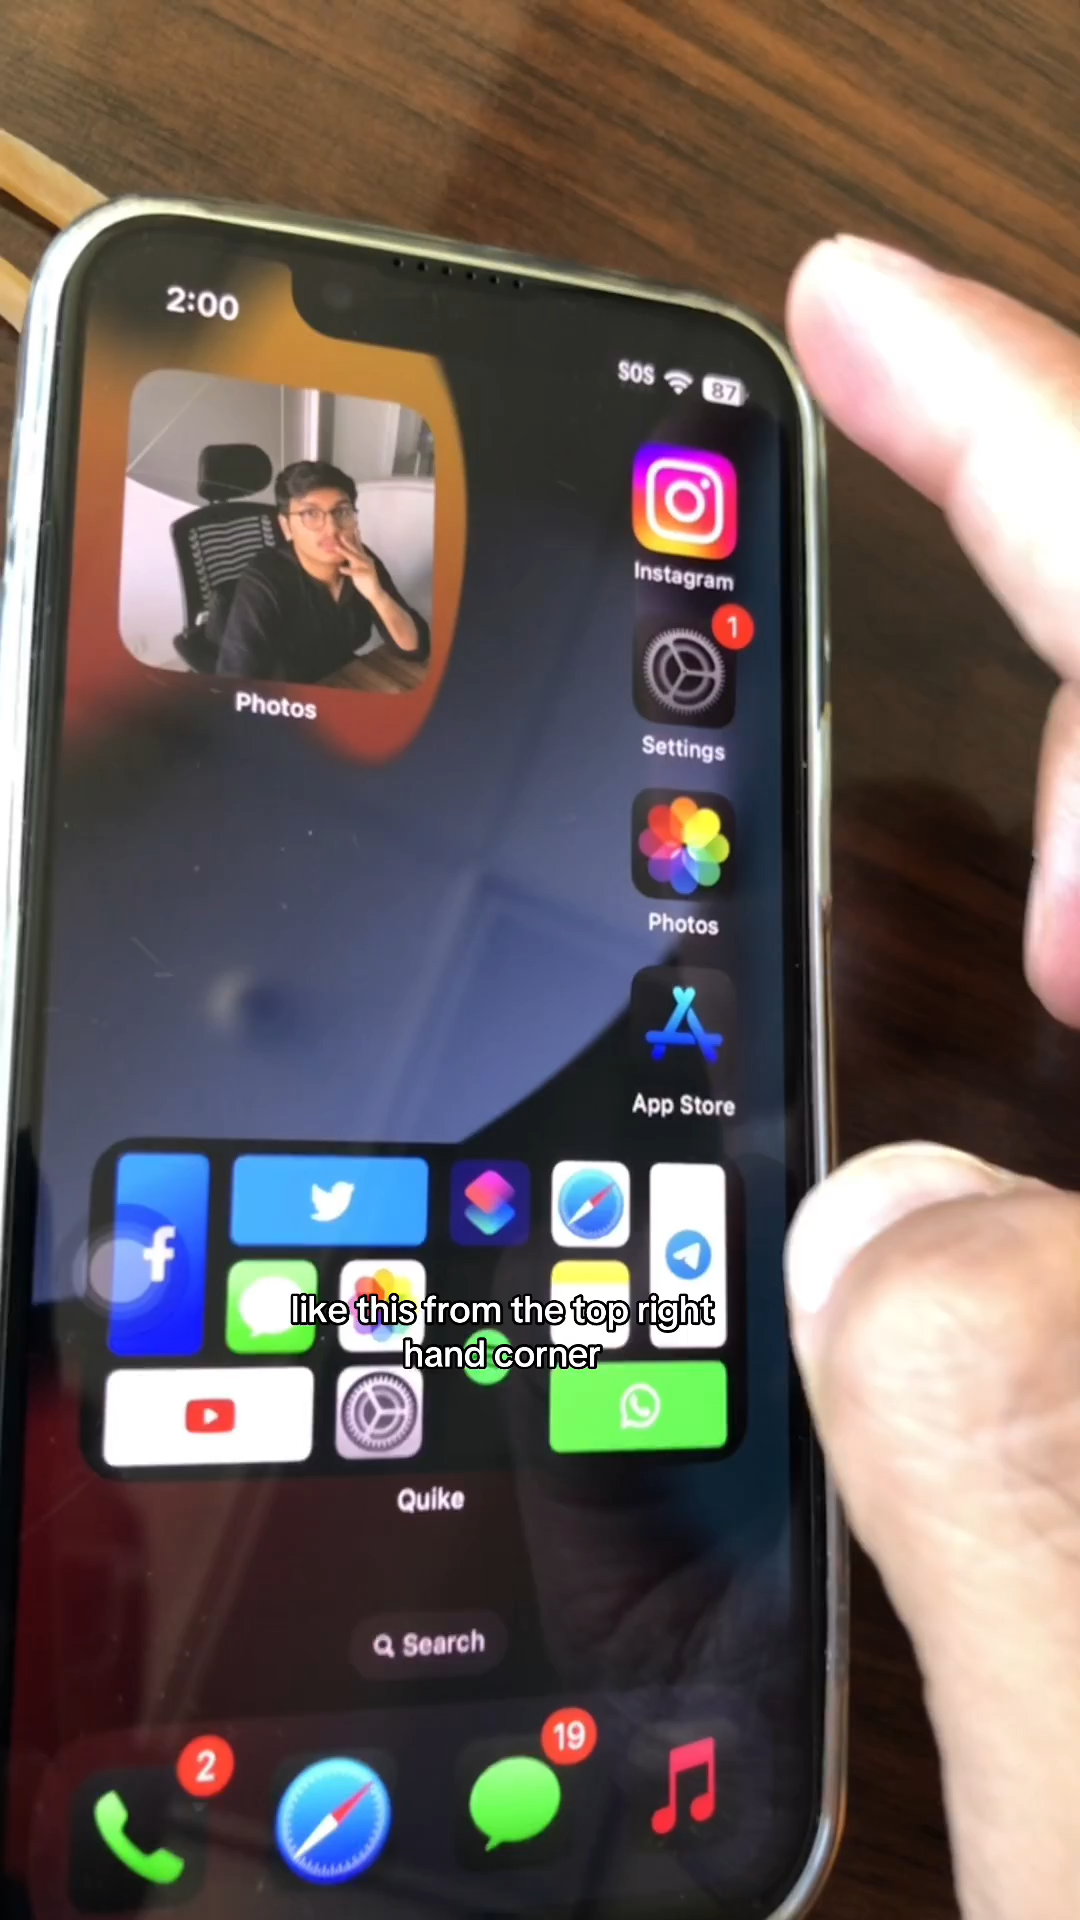 2:00
SOS
87
Instagram
1
Settings
Photos
Photos
App Store
f
like this from the top right
hand corner
Quike
Search
2
19